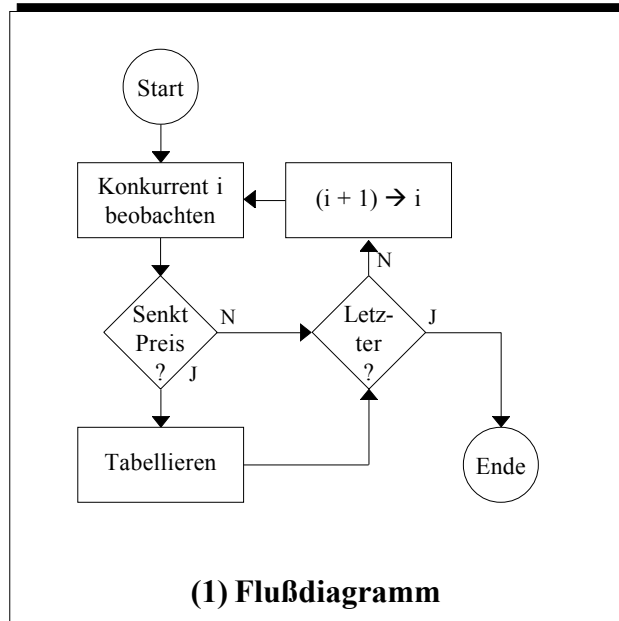 Start
Konkurrent i
beobachten
(i + 1) → i
N
Senkt
Preis
?
N
J
Letz-
ter
?
J
Tabellieren
Ende
(1) Flußdiagramm